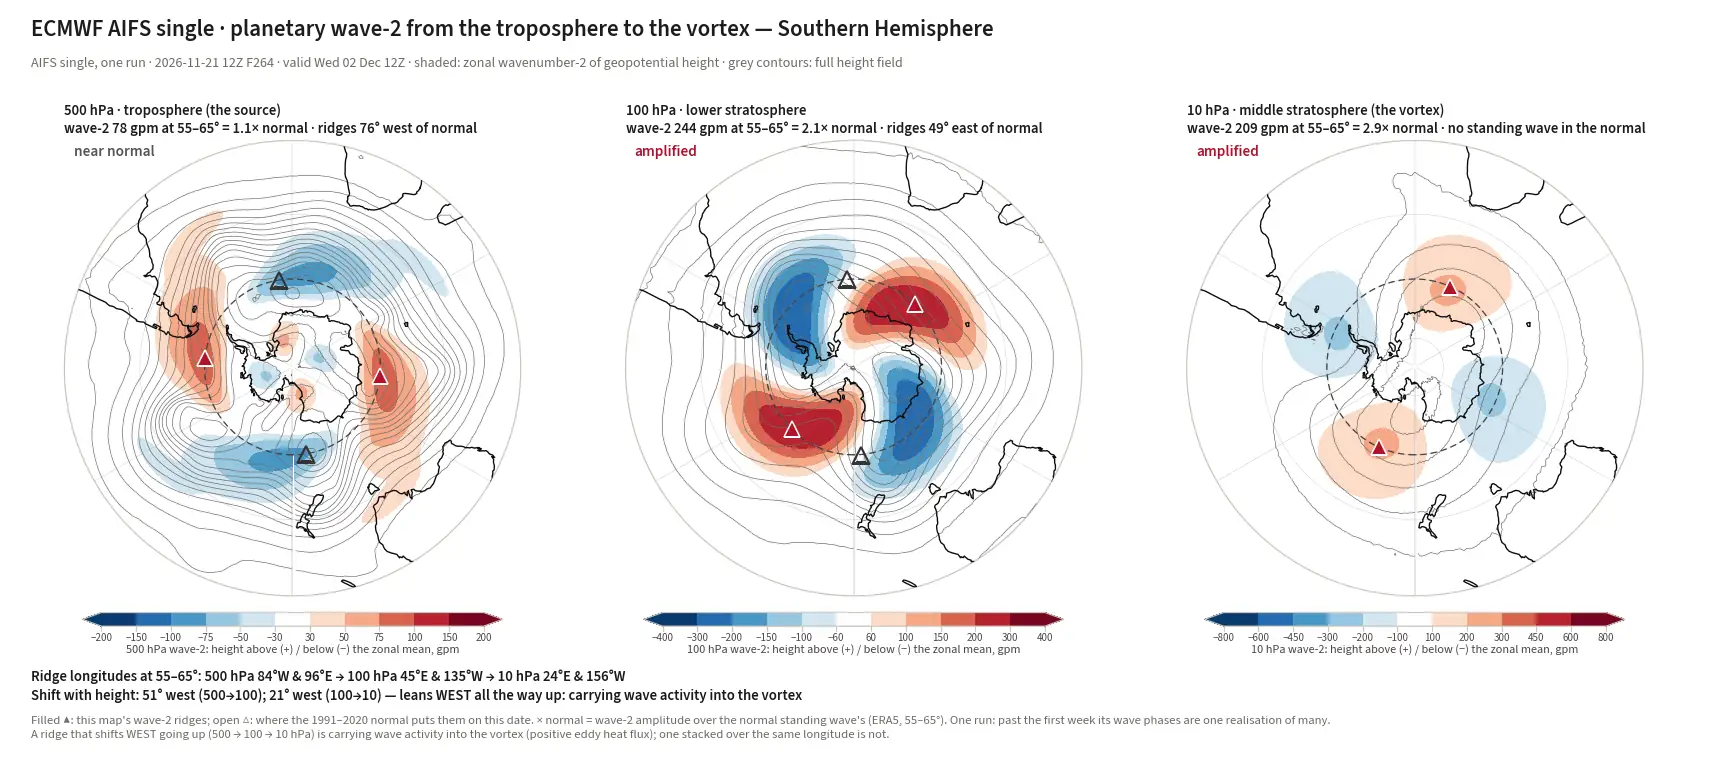 ECMWF AIFS single · planetary wave-2 from the troposphere to the vortex — Southern Hemisphere
AIFS single, one run · 2026-11-21 12Z F264 · valid Wed 02 Dec 12Z · shaded: zonal wavenumber-2 of geopotential height · grey contours: full height field
500 hPa · troposphere (the source)
wave-2 78 gpm at 55–65° = 1.1× normal · ridges 76° west of normal
near normal
100 hPa · lower stratosphere
wave-2 244 gpm at 55–65° = 2.1× normal · ridges 49° east of normal
amplified
10 hPa · middle stratosphere (the vortex)
wave-2 209 gpm at 55–65° = 2.9× normal · no standing wave in the normal
amplified
−200 −150 −100 −75 −50 −30 30 50 75 100 150 200
500 hPa wave-2: height above (+) / below (−) the zonal mean, gpm
−400 −300 −200 −150 −100 −60 60 100 150 200 300 400
100 hPa wave-2: height above (+) / below (−) the zonal mean, gpm
−800 −600 −450 −300 −200 −100 100 200 300 450 600 800
10 hPa wave-2: height above (+) / below (−) the zonal mean, gpm
Ridge longitudes at 55–65°: 500 hPa 84°W & 96°E → 100 hPa 45°E & 135°W → 10 hPa 24°E & 156°W
Shift with height: 51° west (500→100); 21° west (100→10) — leans WEST all the way up: carrying wave activity into the vortex
Filled ▲: this map's wave-2 ridges; open △: where the 1991–2020 normal puts them on this date. × normal = wave-2 amplitude over the normal standing wave's (ERA5, 55–65°). One run: past the first week its wave phases are one realisation of many.
A ridge that shifts WEST going up (500 → 100 → 10 hPa) is carrying wave activity into the vortex (positive eddy heat flux); one stacked over the same longitude is not.